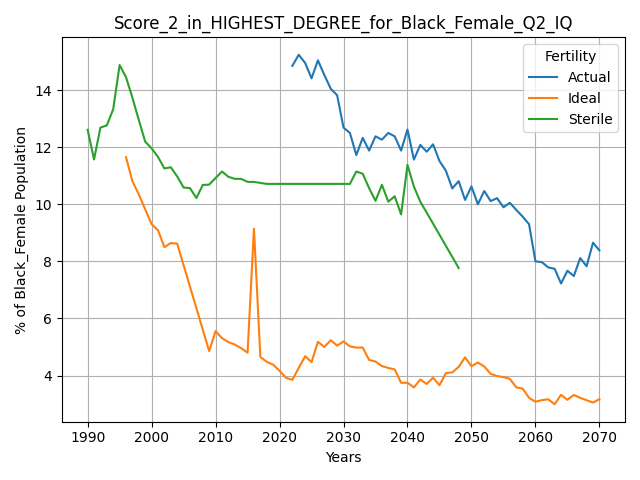 Score_2_in_HIGHEST_DEGREE_for_Black_Female_Q2_IQ
Fertility
Actual
Ideal
Sterile
% of Black_Female Population
14
12
10
8
6
4
1990 2000 2010 2020 2030 2040 2050 2060 2070
Years